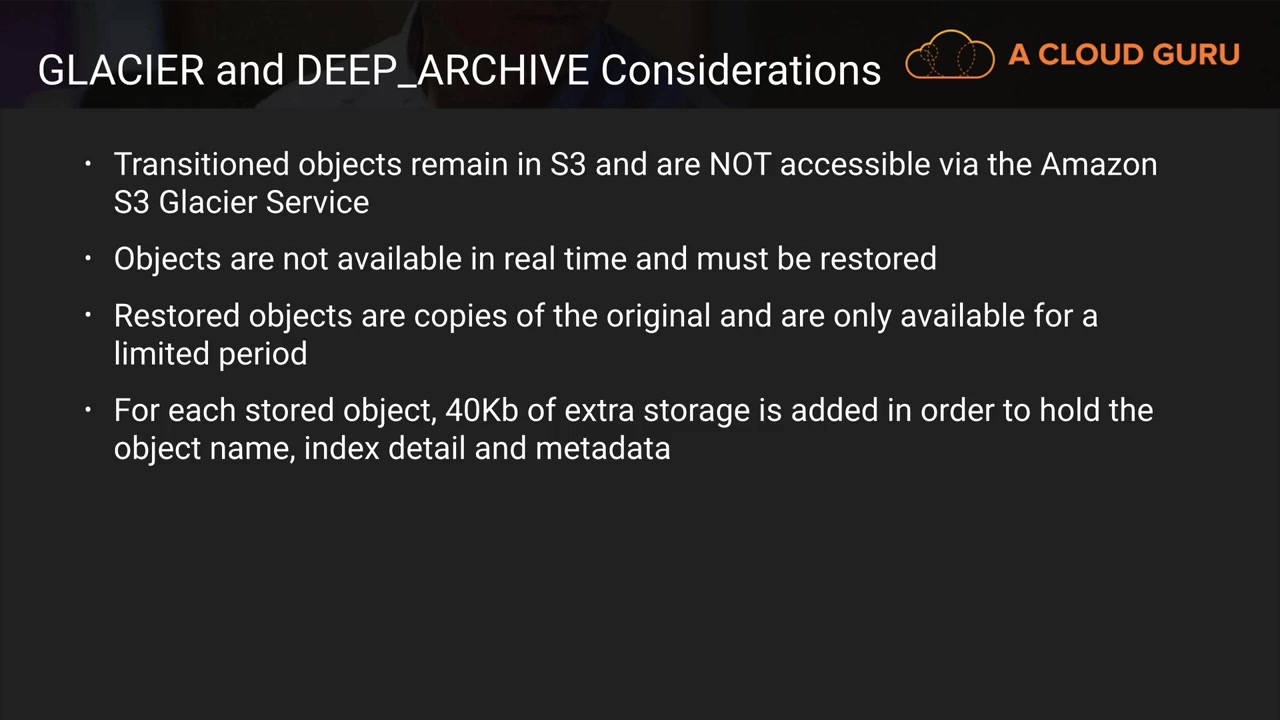 GLACIER and DEEP_ARCHIVE Considerations
A CLOUD GURU
• Transitioned objects remain in S3 and are NOT accessible via the Amazon
S3 Glacier Service
• Objects are not available in real time and must be restored
• Restored objects are copies of the original and are only available for a
limited period
• For each stored object, 40Kb of extra storage is added in order to hold the
object name, index detail and metadata